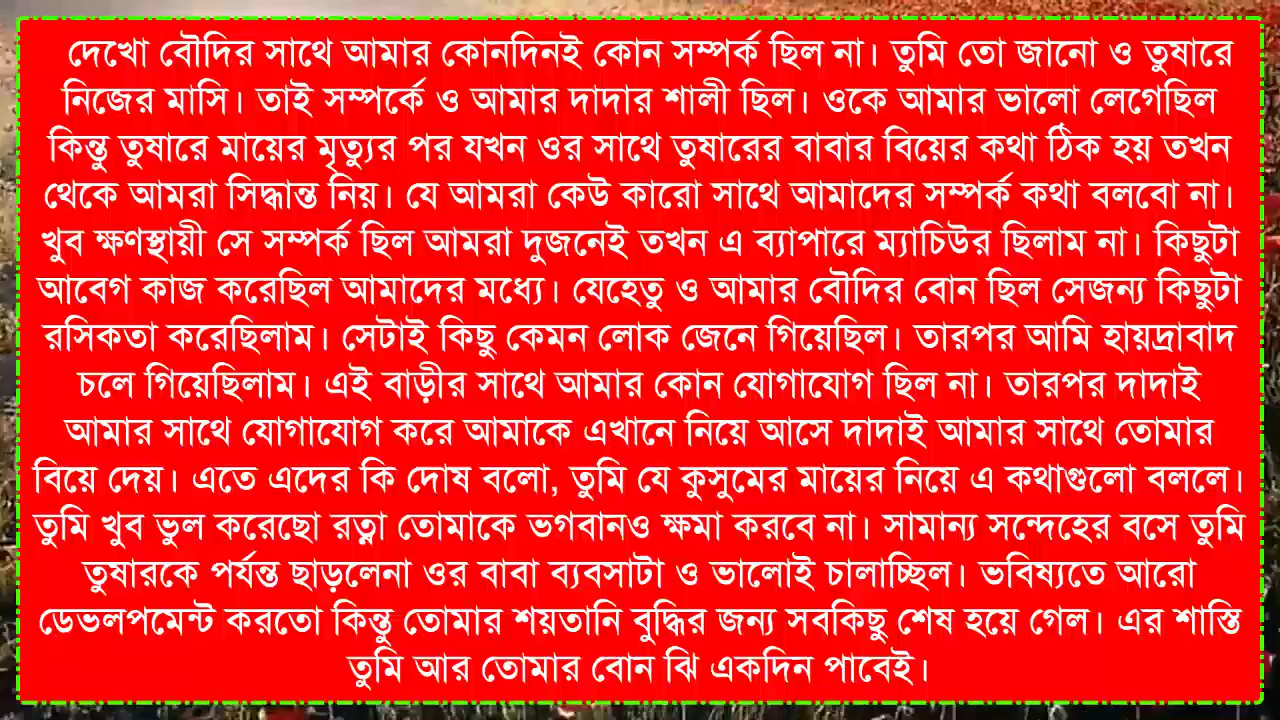 দেখো বৌদির সাথে আমার কোনদিনই কোন সম্পর্ক ছিল না। তুমি তো জানো ও তুষারে
নিজের মাসি। তাই সম্পর্কে ও আমার দাদার শালী ছিল। ওকে আমার ভালো লেগেছিল
কিন্তু তুষারে মায়ের মৃত্যুর পর যখন ওর সাথে তুষারের বাবার বিয়ের কথা ঠিক হয় তখন
থেকে আমরা সিদ্ধান্ত নিয়। যে আমরা কেউ কারো সাথে আমাদের সম্পর্ক কথা বলবো না।
খুব ক্ষণস্থায়ী সে সম্পর্ক ছিল আমরা দুজনেই তখন এ ব্যাপারে ম্যাচিউর ছিলাম না। কিছুটা
আবেগ কাজ করেছিল আমাদের মধ্যে। যেহেতু ও আমার বৌদির বোন ছিল সেজন্য কিছুটা
রসিকতা করেছিলাম। সেটাই কিছু কেমন লোক জেনে গিয়েছিল। তারপর আমি হায়দ্রাবাদ
চলে গিয়েছিলাম। এই বাড়ীর সাথে আমার কোন যোগাযোগ ছিল না। তারপর দাদাই
আমার সাথে যোগাযোগ করে আমাকে এখানে নিয়ে আসে দাদাই আমার সাথে তোমার
বিয়ে দেয়। এতে এদের কি দোষ বলো, তুমি যে কুসুমের মায়ের নিয়ে এ কথাগুলো বললে।
তুমি খুব ভুল করেছো রত্না তোমাকে ভগবানও ক্ষমা করবে না। সামান্য সন্দেহের বসে তুমি
তুষারকে পর্যন্ত ছাড়লেনা ওর বাবা ব্যবসাটা ও ভালোই চালাচ্ছিল। ভবিষ্যতে আরো
ডেভলপমেন্ট করতো কিন্তু তোমার শয়তানি বুদ্ধির জন্য সবকিছু শেষ হয়ে গেল। এর শাস্তি
তুমি আর তোমার বোন ঝি একদিন পাবেই।